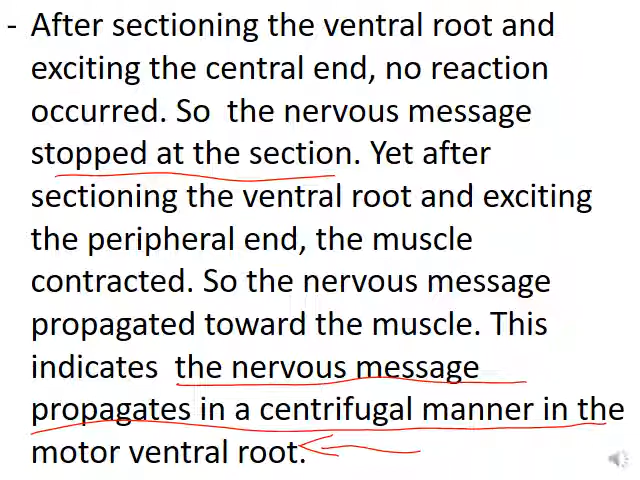 - After sectioning the ventral root and
exciting the central end, no reaction
occurred. So  the nervous message
stopped at the section. Yet after
sectioning the ventral root and exciting
the peripheral end, the muscle
contracted. So the nervous message
propagated toward the muscle. This
indicates  the nervous message
propagates in a centrifugal manner in the
motor ventral root.